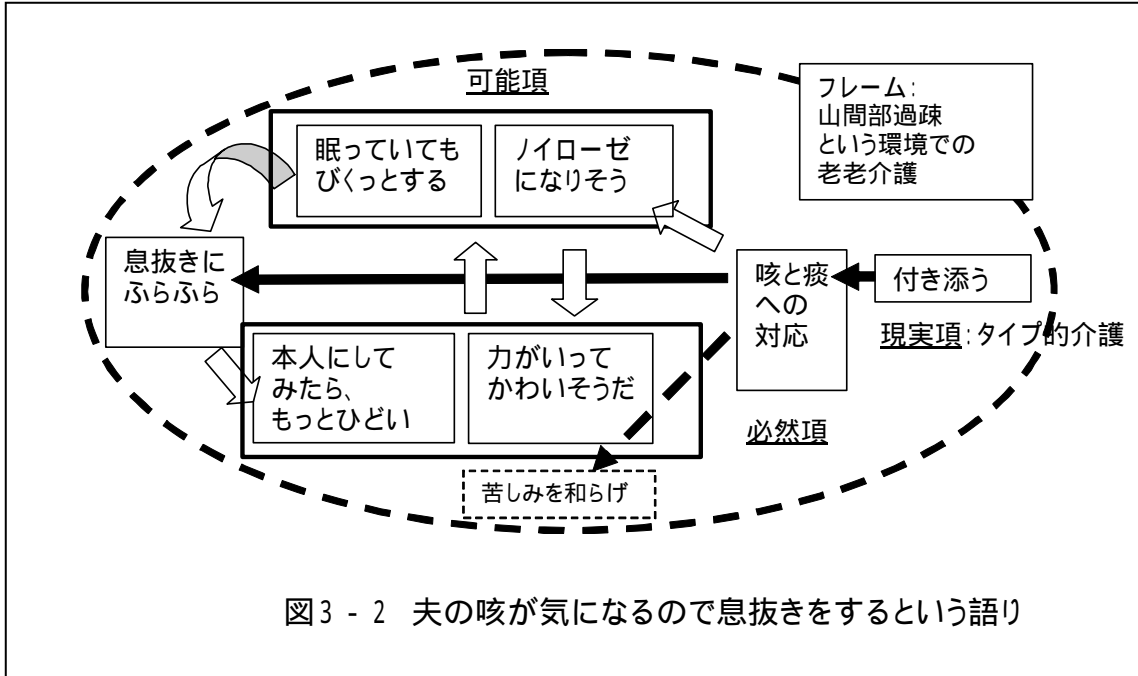 可能項
フレーム:
山間部過疎
という環境での
老老介護
眠っていても
びくっとする
ノイローゼ
になりそう
息抜きに
ふらふら
咳と痰
への
対応
付き添う
現実項:タイプ的介護
本人にして
みたら、
もっとひどい
力がいって
かわいそうだ
必然項
苦しみを和らげ
図3-2 夫の咳が気になるので息抜きをするという語り